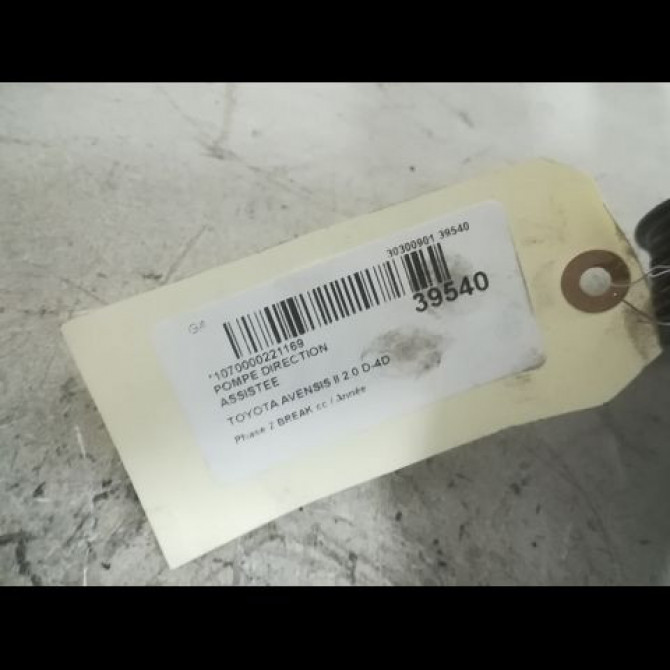 30300901 39540
39540
*1070000221169
POMPE DIRECTION
ASSISTEE
TOYOTA AVENSIS II 2.0 D-4D
Phase 2 BREAK cc / Année